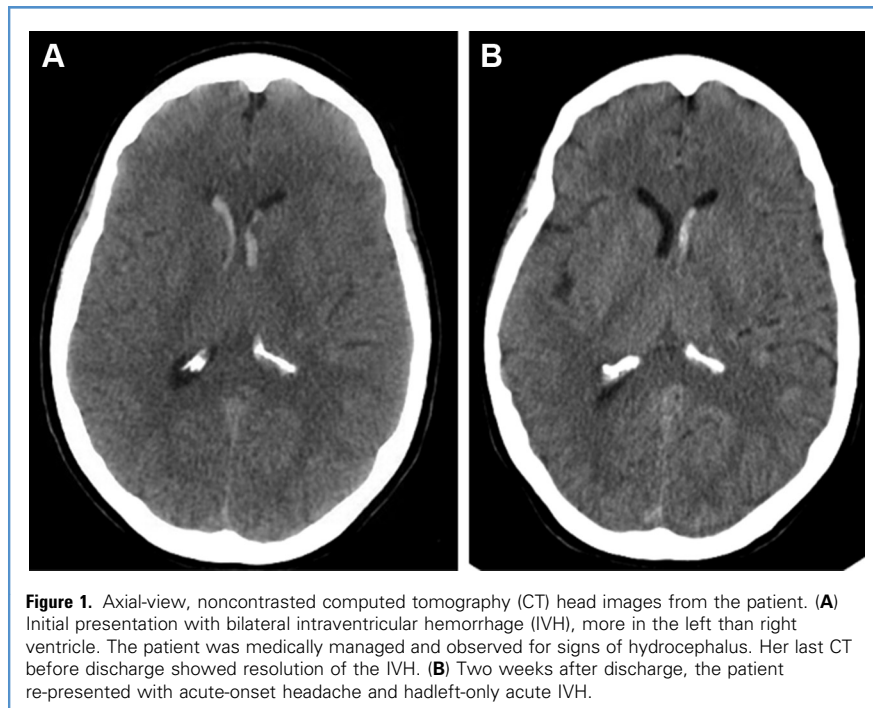 A B
Figure 1. Axial-view, noncontrasted computed tomography (CT) head images from the patient. (A)
Initial presentation with bilateral intraventricular hemorrhage (IVH), more in the left than right
ventricle. The patient was medically managed and observed for signs of hydrocephalus. Her last CT
before discharge showed resolution of the IVH. (B) Two weeks after discharge, the patient
re-presented with acute-onset headache and hadleft-only acute IVH.